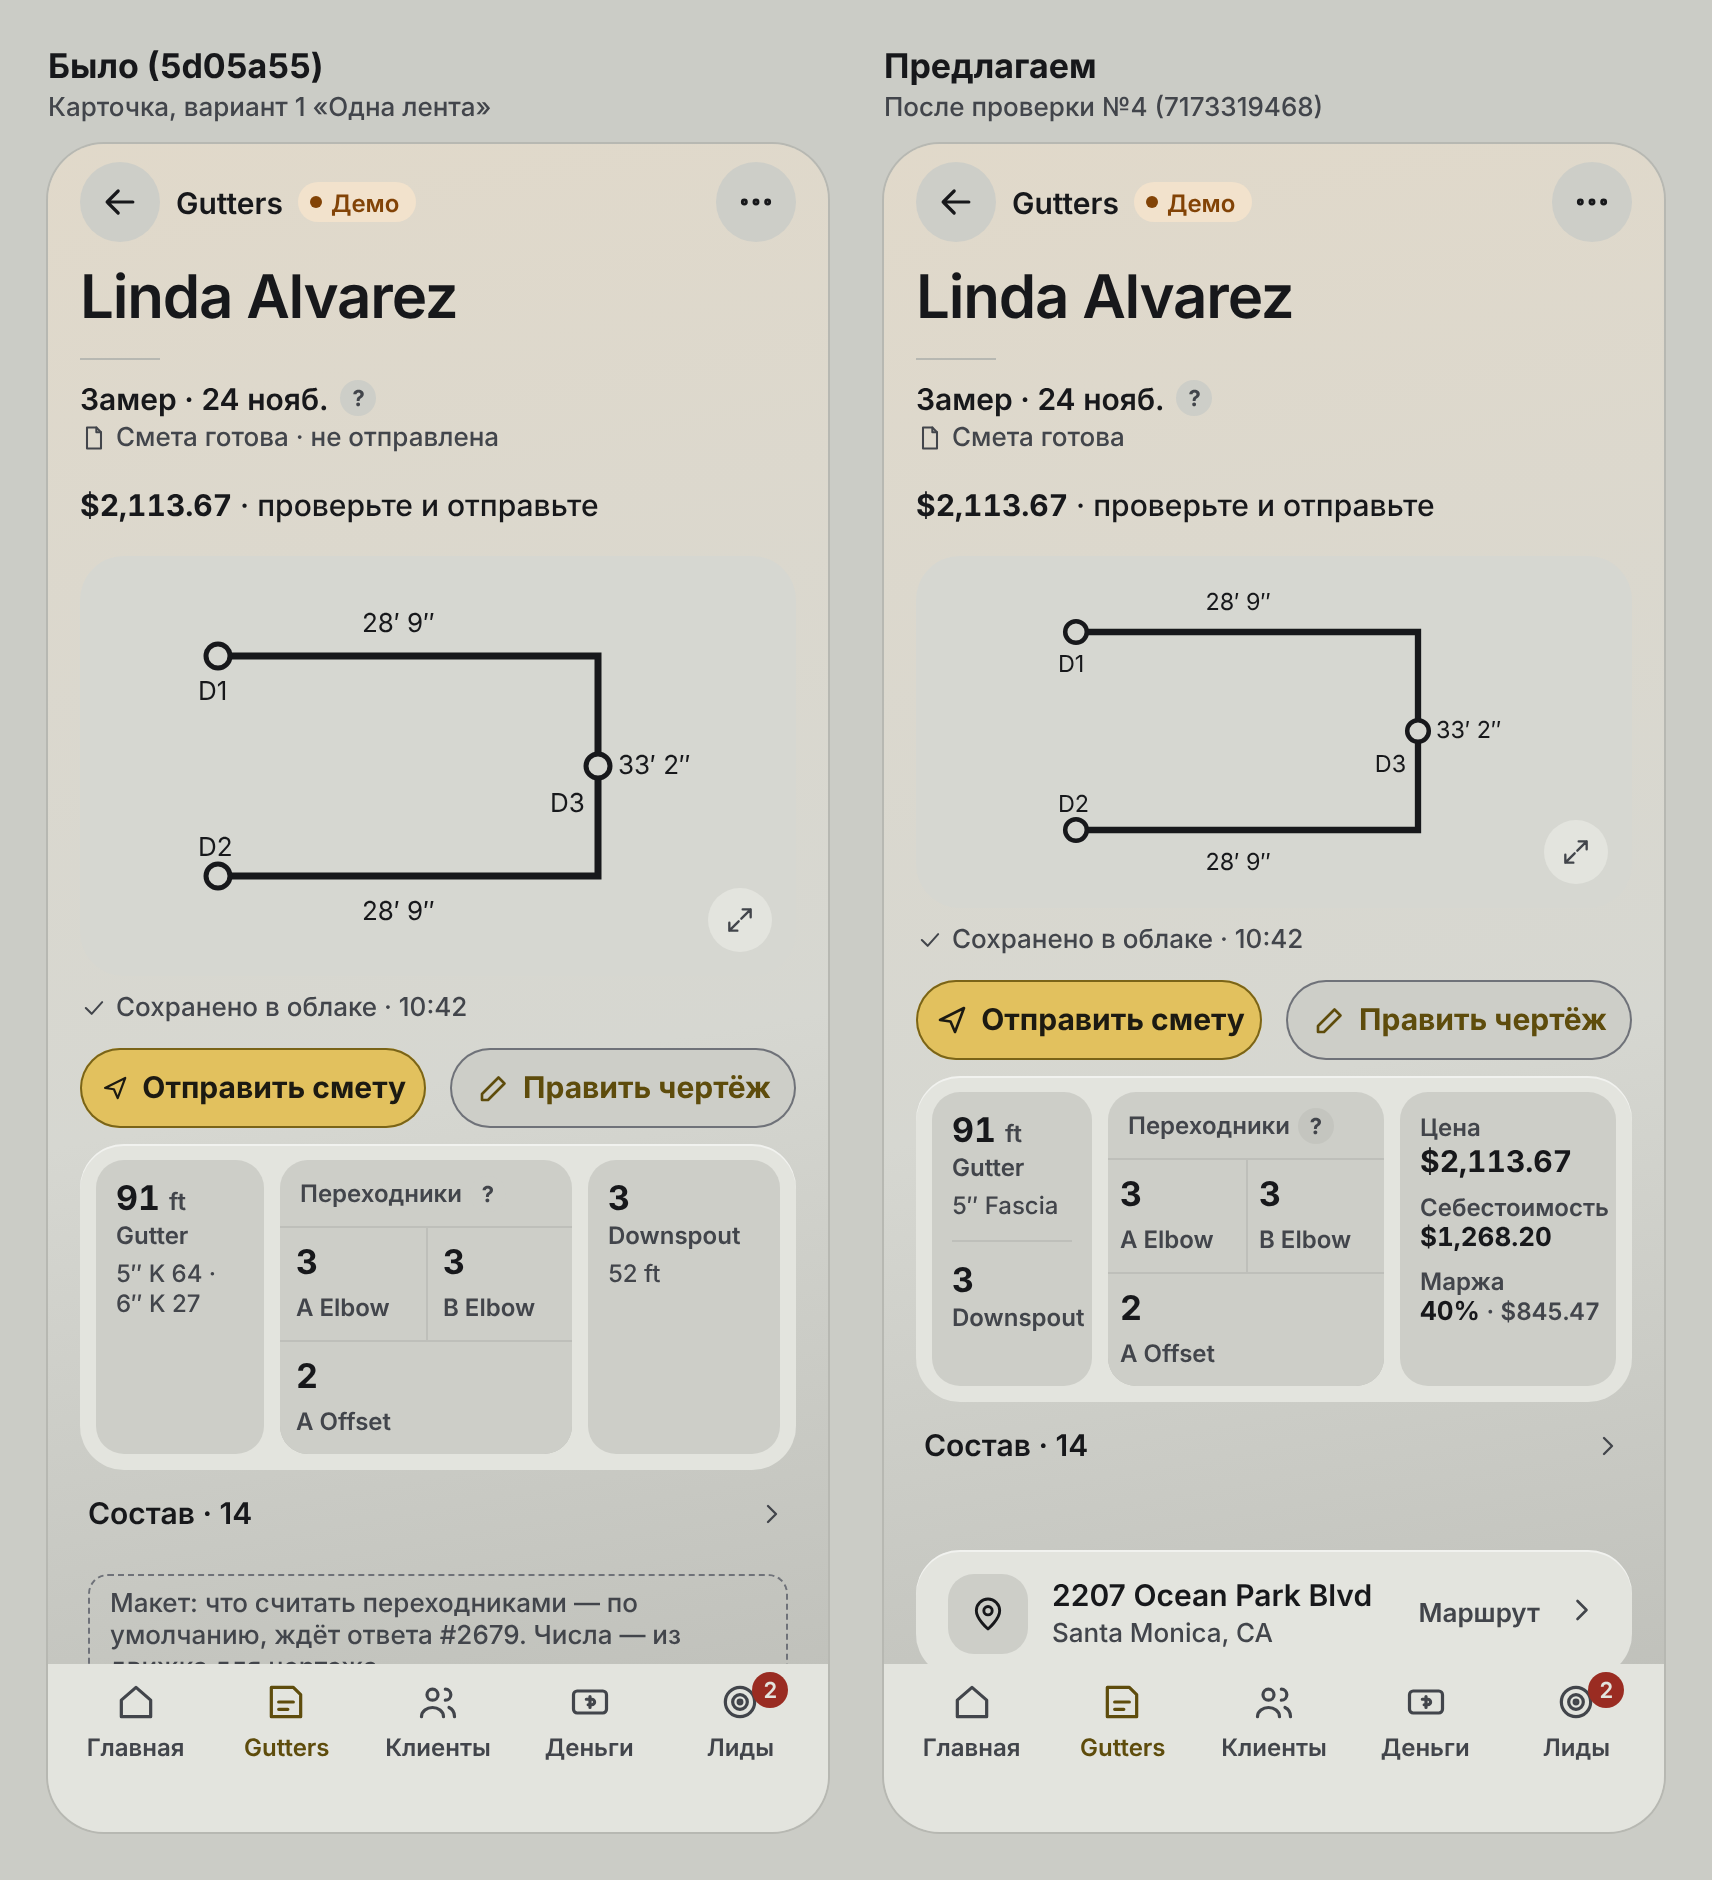 Было (5d05a55)
Карточка, вариант 1 «Одна лента»
Gutters
Демо
Linda Alvarez
Замер · 24 нояб. ?
Смета готова · не отправлена
$2,113.67 · проверьте и отправьте
28′ 9″
D1
33′ 2″
D3
D2
28′ 9″
Сохранено в облаке · 10:42
Отправить смету
Править чертёж
91 ft
Gutter
5″ K 64 ·
6″ K 27
Переходники ?
3
A Elbow
3
B Elbow
2
A Offset
3
Downspout
52 ft
Состав · 14
Макет: что считать переходниками — по
умолчанию, ждёт ответа #2679. Числа — из
Главная
Gutters
Клиенты
Деньги
Лиды
2
Предлагаем
После проверки №4 (7173319468)
Gutters
Демо
Linda Alvarez
Замер · 24 нояб. ?
Смета готова
$2,113.67 · проверьте и отправьте
28′ 9″
D1
33′ 2″
D3
D2
28′ 9″
Сохранено в облаке · 10:42
Отправить смету
Править чертёж
91 ft
Gutter
5″ Fascia
3
Downspout
Переходники ?
3
A Elbow
3
B Elbow
2
A Offset
Цена
$2,113.67
Себестоимость
$1,268.20
Маржа
40% · $845.47
Состав · 14
2207 Ocean Park Blvd
Santa Monica, CA
Маршрут
Главная
Gutters
Клиенты
Деньги
Лиды
2